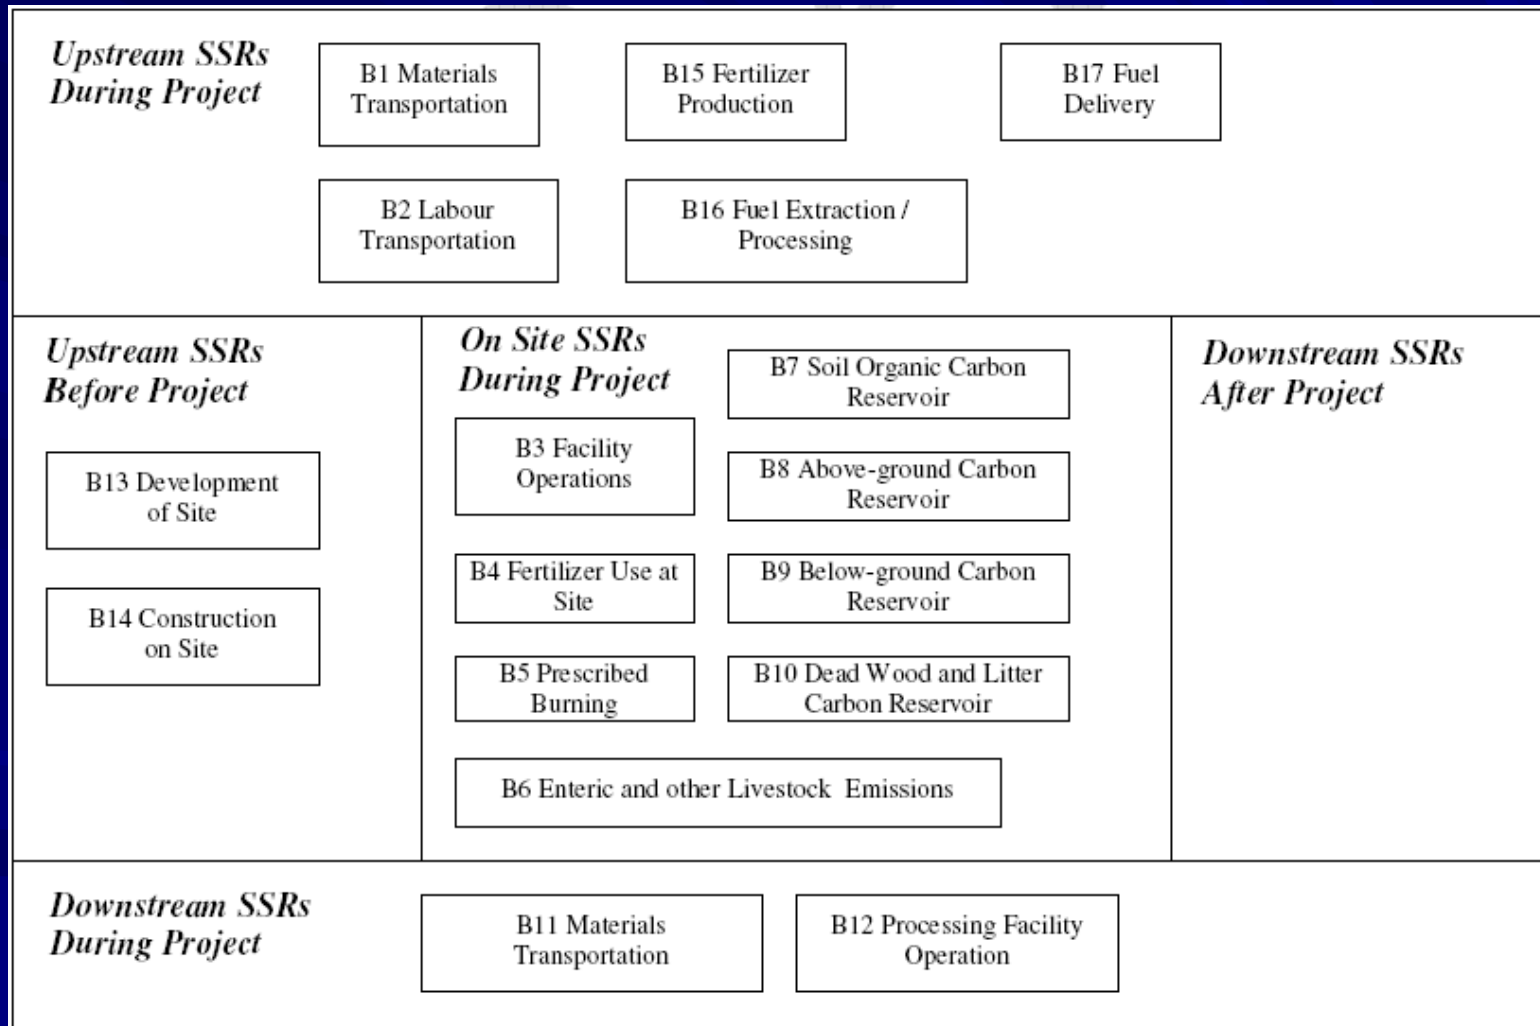 Upstream SSRs
During Project
B1 Materials
Transportation
B15 Fertilizer
Production
B17 Fuel
Delivery
B2 Labour
Transportation
B16 Fuel Extraction /
Processing
Upstream SSRs
Before Project
B13 Development
of Site
B14 Construction
on Site
On Site SSRs
During Project
B3 Facility
Operations
B4 Fertilizer Use at
Site
B5 Prescribed
Burning
B7 Soil Organic Carbon
Reservoir
B8 Above-ground Carbon
Reservoir
B9 Below-ground Carbon
Reservoir
B10 Dead Wood and Litter
Carbon Reservoir
B6 Enteric and other Livestock Emissions
Downstream SSRs
After Project
Downstream SSRs
During Project
B11 Materials
Transportation
B12 Processing Facility
Operation